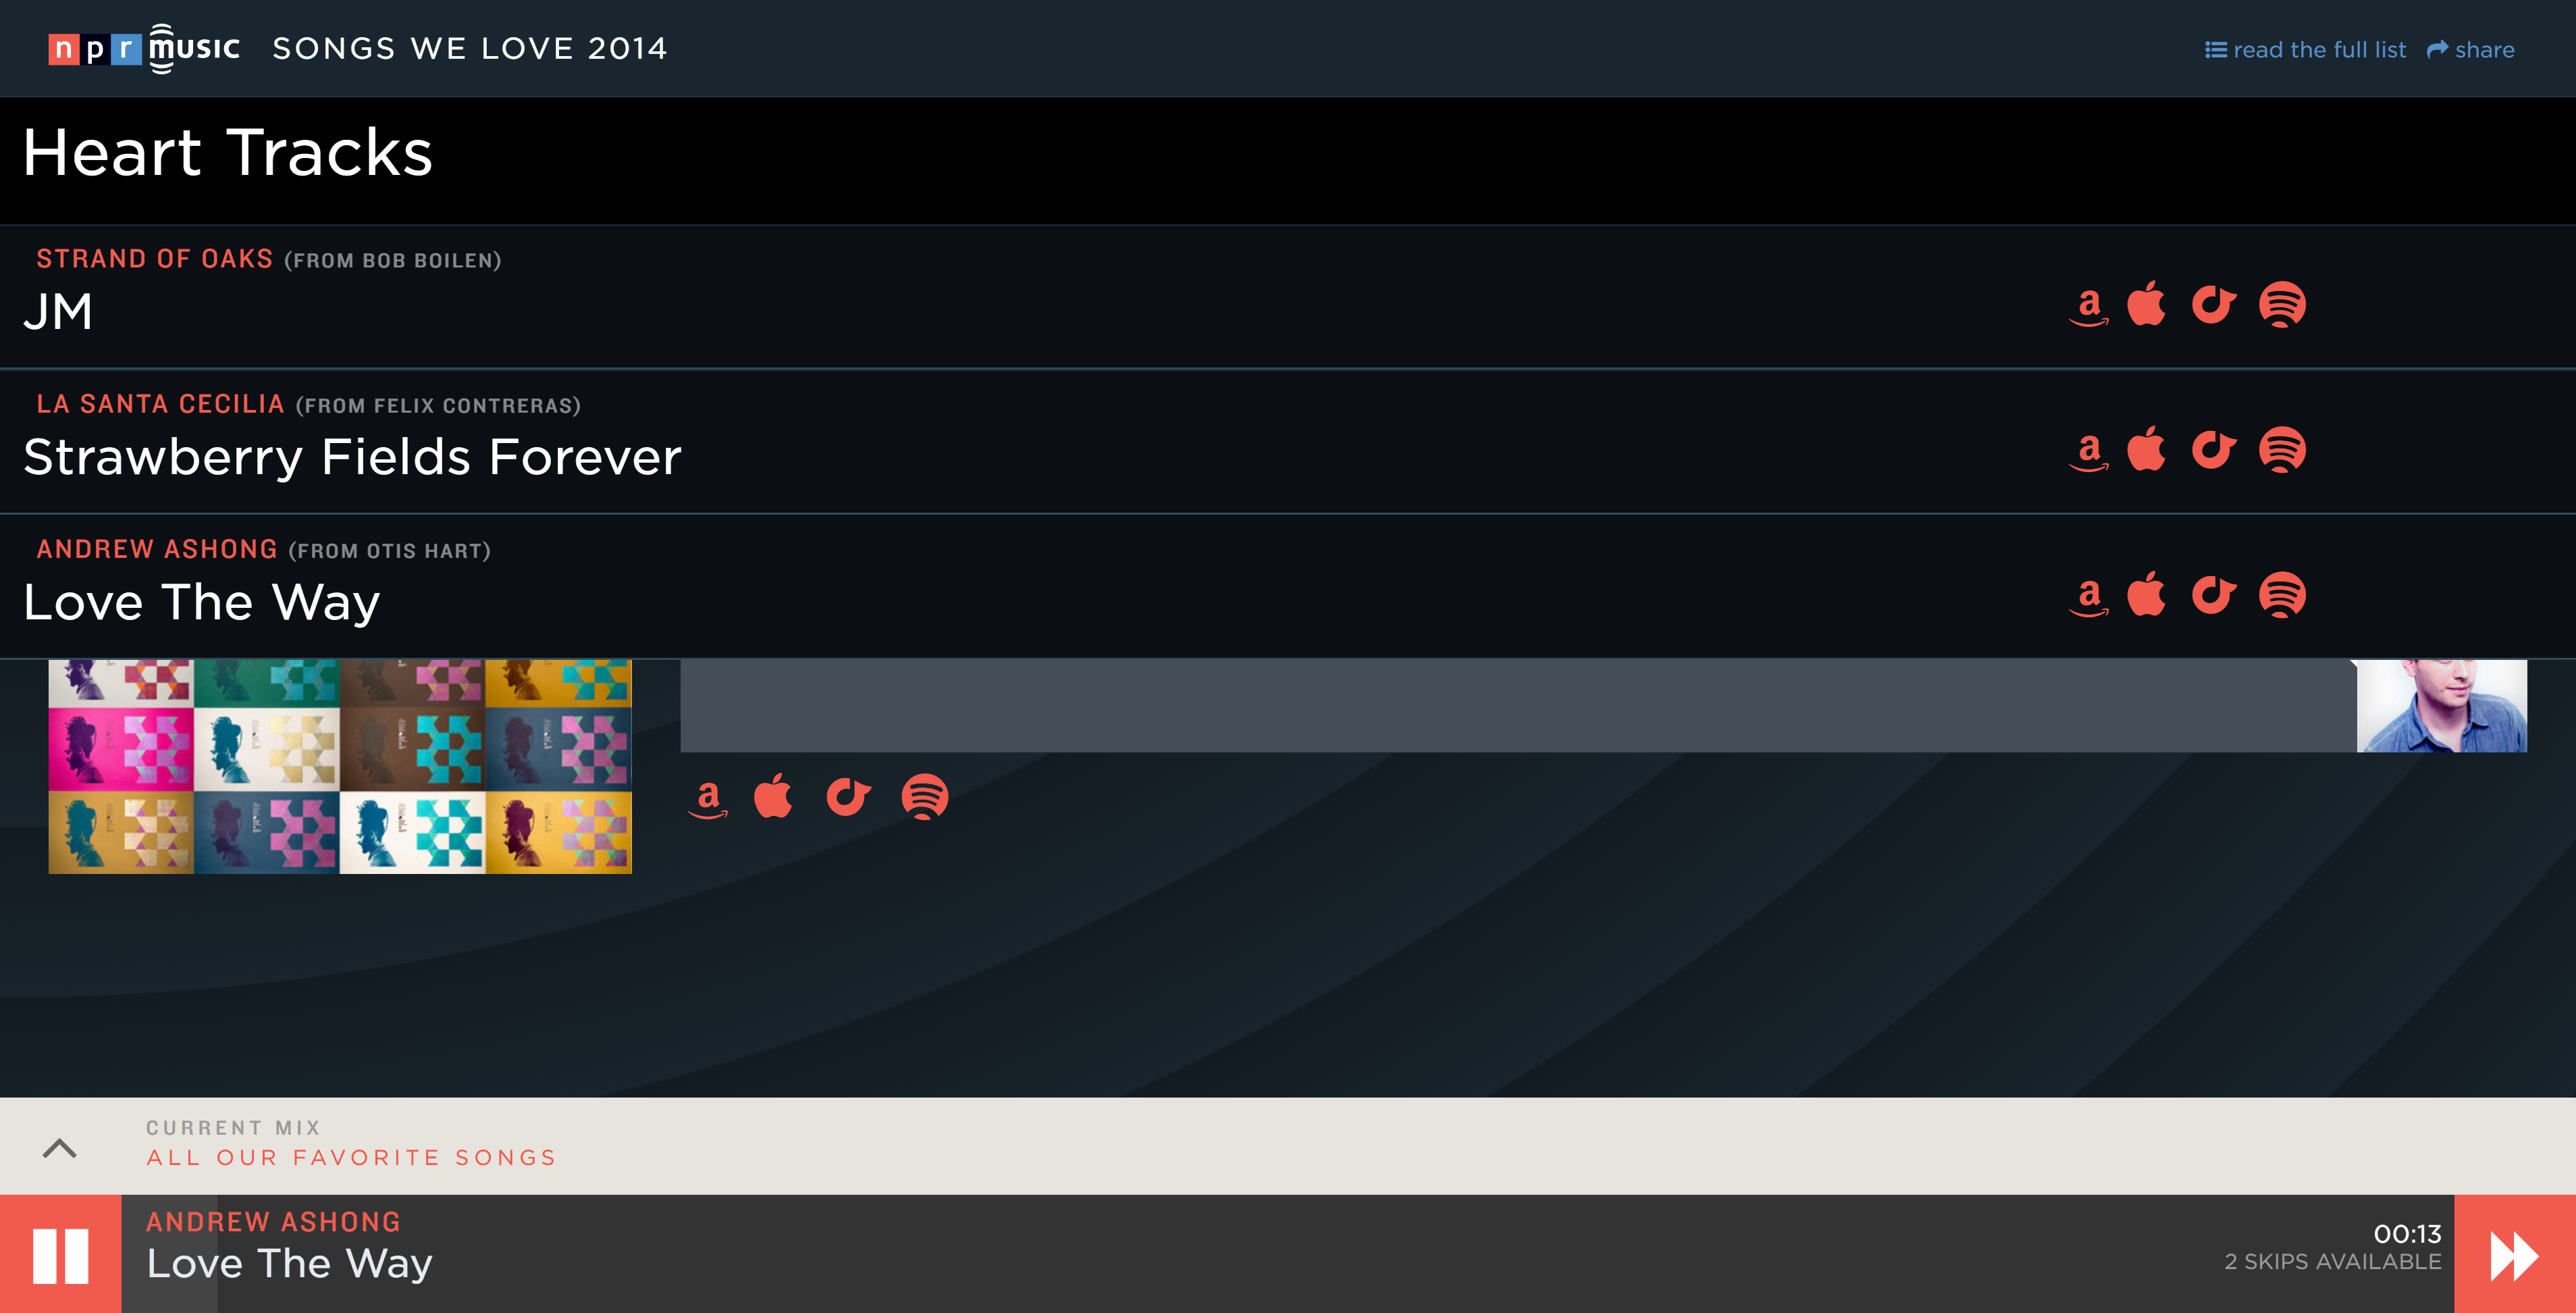 npr music SONGS WE LOVE 2014
read the full list share
Heart Tracks
STRAND OF OAKS (FROM BOB BOILEN)
JM
LA SANTA CECILIA (FROM FELIX CONTRERAS)
Strawberry Fields Forever
ANDREW ASHONG (FROM OTIS HART)
Love The Way
CURRENT MIX
ALL OUR FAVORITE SONGS
ANDREW ASHONG
Love The Way
00:13
2 SKIPS AVAILABLE